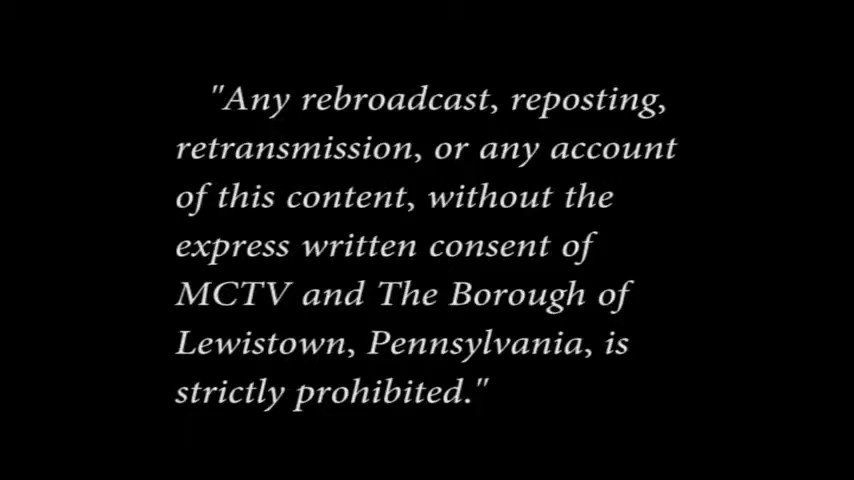 "Any rebroadcast, reposting,
retransmission, or any account
of this content, without the
express written consent of
MCTV and The Borough of
Lewistown, Pennsylvania, is
strictly prohibited."